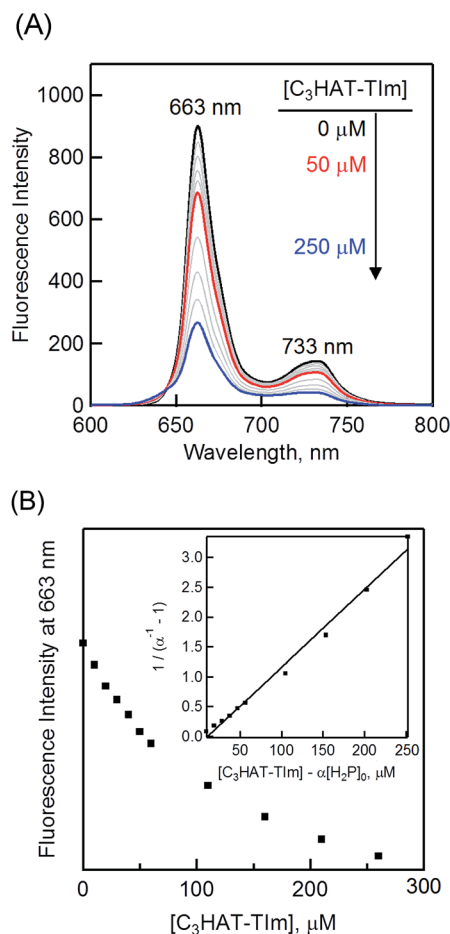 (A)
[C₃HAT-TIm]
663 nm
0 μM
50 μM
250 μM
733 nm
Fluorescence Intensity
1000
800
600
400
200
0
600
650
700
750
800
Wavelength, nm
(B)
Fluorescence Intensity at 663 nm
1 / (α⁻¹ - 1)
3.0
2.5
2.0
1.5
1.0
0.5
0.0
50
100
150
200
250
[C₃HAT-TIm] - α[H₂P]₀, μM
0
100
200
300
[C₃HAT-TIm], μM